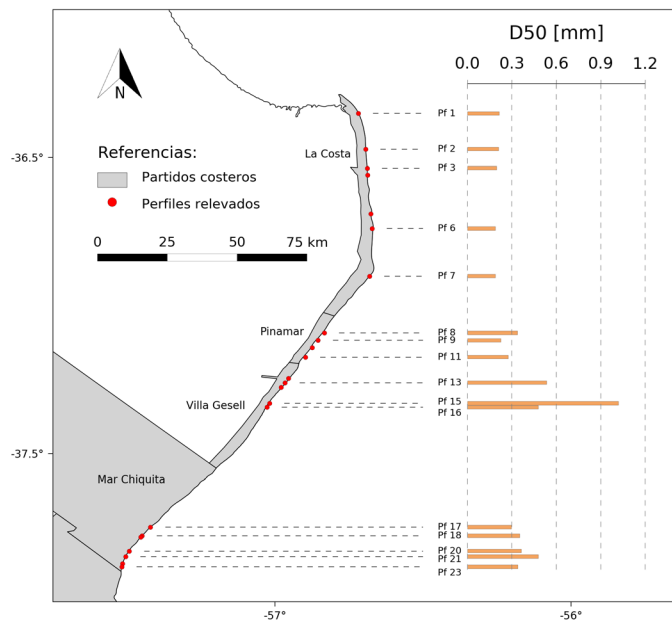 D50 [mm]
0.0 0.3 0.6 0.9 1.2
N
Pf 1
-36.5°
Referencias:
La Costa
Pf 2
Partidos costeros
Pf 3
Perfiles relevados
Pf 6
0 25 50 75 km
Pf 7
Pinamar
Pf 8
Pf 9
Pf 11
Pf 13
Villa Gesell
Pf 15
Pf 16
-37.5°
Mar Chiquita
Pf 17
Pf 18
Pf 20
Pf 21
Pf 23
-57° -56°